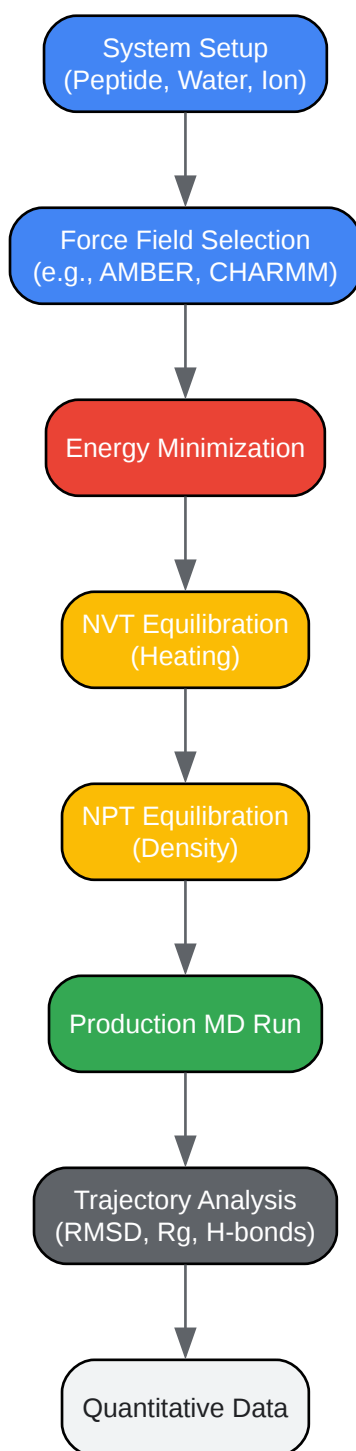 System Setup
(Peptide, Water, Ion)
Force Field Selection
(e.g., AMBER, CHARMM)
Energy Minimization
NVT Equilibration
(Heating)
NPT Equilibration
(Density)
Production MD Run
Trajectory Analysis
(RMSD, Rg, H-bonds)
Quantitative Data